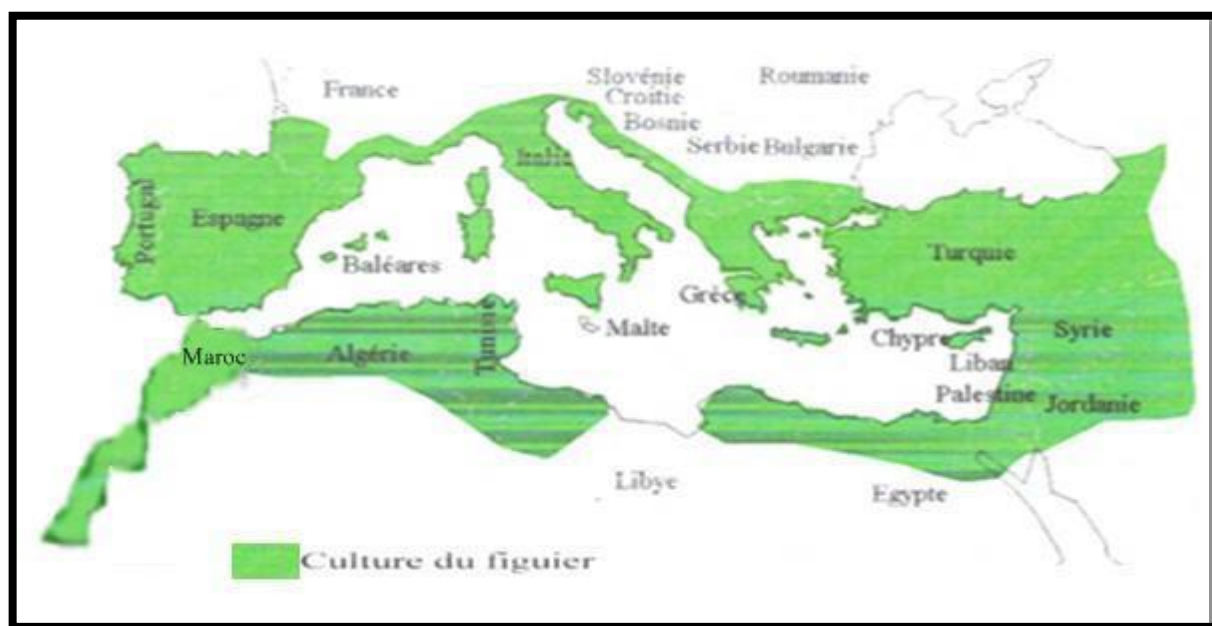 Slovénie
Roumanie
France
Croitie
Bosnie
Serbie
Bulgarie
Italie
Portugal
Espagne
Turquie
Baléares
Grèce
Tunisie
Malte
Chypre
Syrie
Maroc
Algérie
Liban
Palestine
Jordanie
Libye
Egypte
Culture du figuier